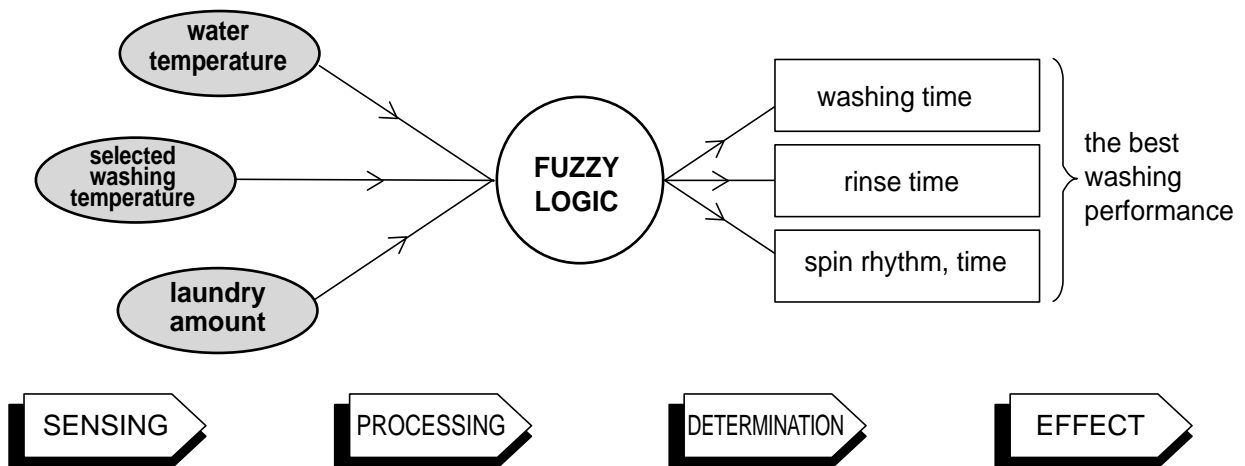 water
temperature
selected
washing
temperature
laundry
amount
FUZZY
LOGIC
washing time
rinse time
spin rhythm, time
the best
washing
performance
SENSING
PROCESSING
DETERMINATION
EFFECT